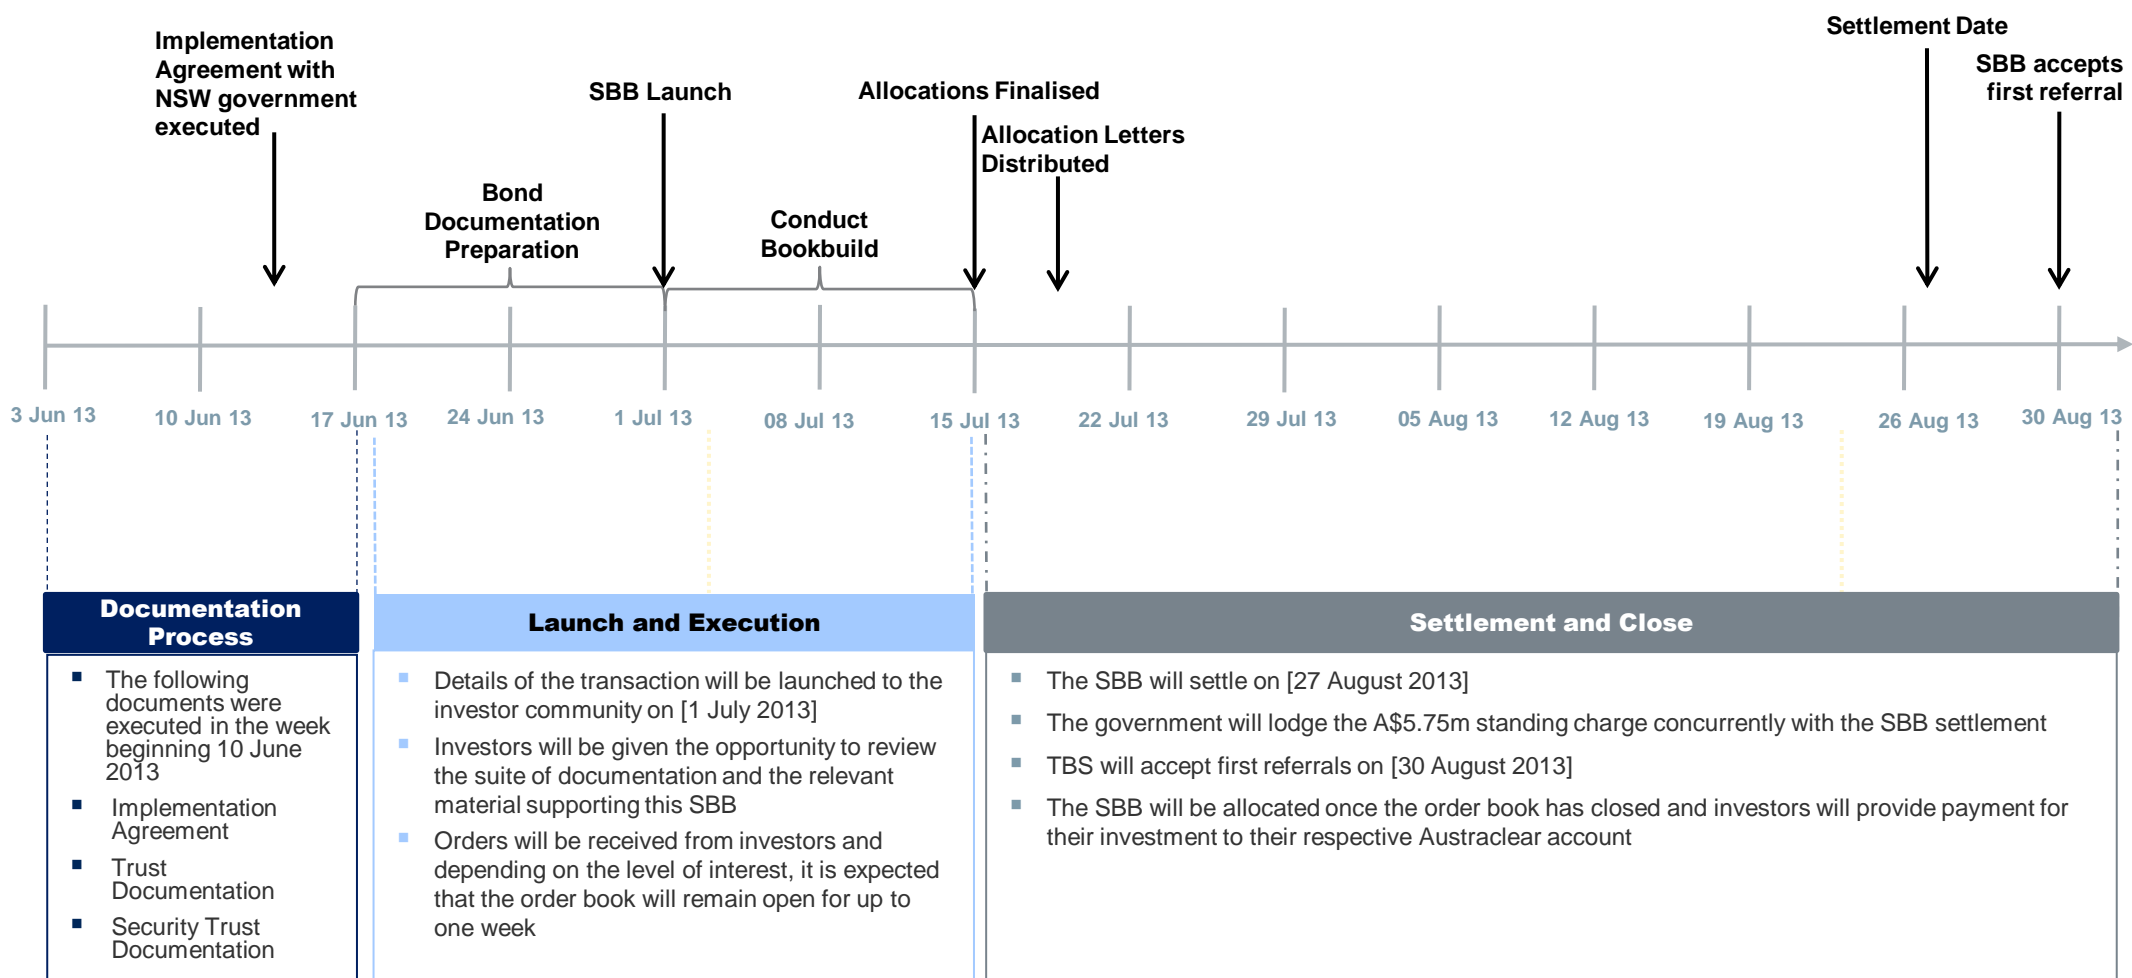 Implementation
Agreement with
NSW government
executed
SBB Launch
Allocations Finalised
Allocation Letters
Distributed
Settlement Date
SBB accepts
first referral
Bond
Documentation
Preparation
Conduct
Bookbuild
3 Jun 13
10 Jun 13
17 Jun 13
24 Jun 13
1 Jul 13
08 Jul 13
15 Jul 13
22 Jul 13
29 Jul 13
05 Aug 13
12 Aug 13
19 Aug 13
26 Aug 13
30 Aug 13
Documentation
Process
The following
documents were
executed in the week
beginning 10 June
2013
Implementation
Agreement
Trust
Documentation
Security Trust
Documentation
Launch and Execution
Details of the transaction will be launched to the
investor community on [1 July 2013]
Investors will be given the opportunity to review
the suite of documentation and the relevant
material supporting this SBB
Orders will be received from investors and
depending on the level of interest, it is expected
that the order book will remain open for up to
one week
Settlement and Close
The SBB will settle on [27 August 2013]
The government will lodge the A$5.75m standing charge concurrently with the SBB settlement
TBS will accept first referrals on [30 August 2013]
The SBB will be allocated once the order book has closed and investors will provide payment for
their investment to their respective Austraclear account